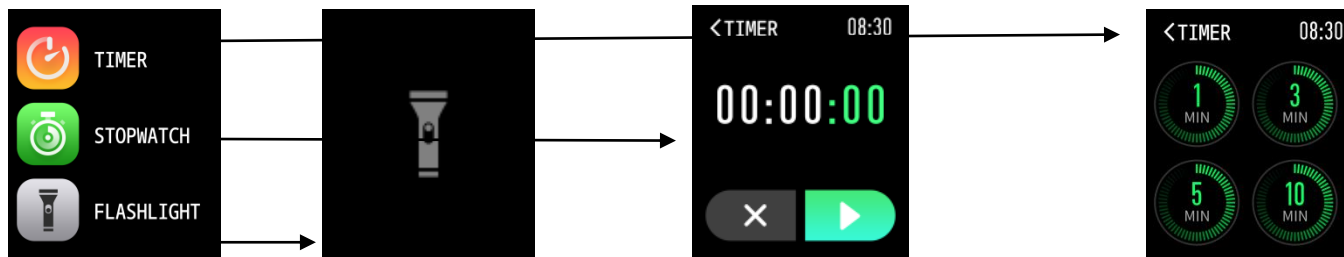 TIMER
STOPWATCH
FLASHLIGHT
<TIMER 08:30
00:00:00
<TIMER 08:30
1 MIN
3 MIN
5 MIN
10 MIN